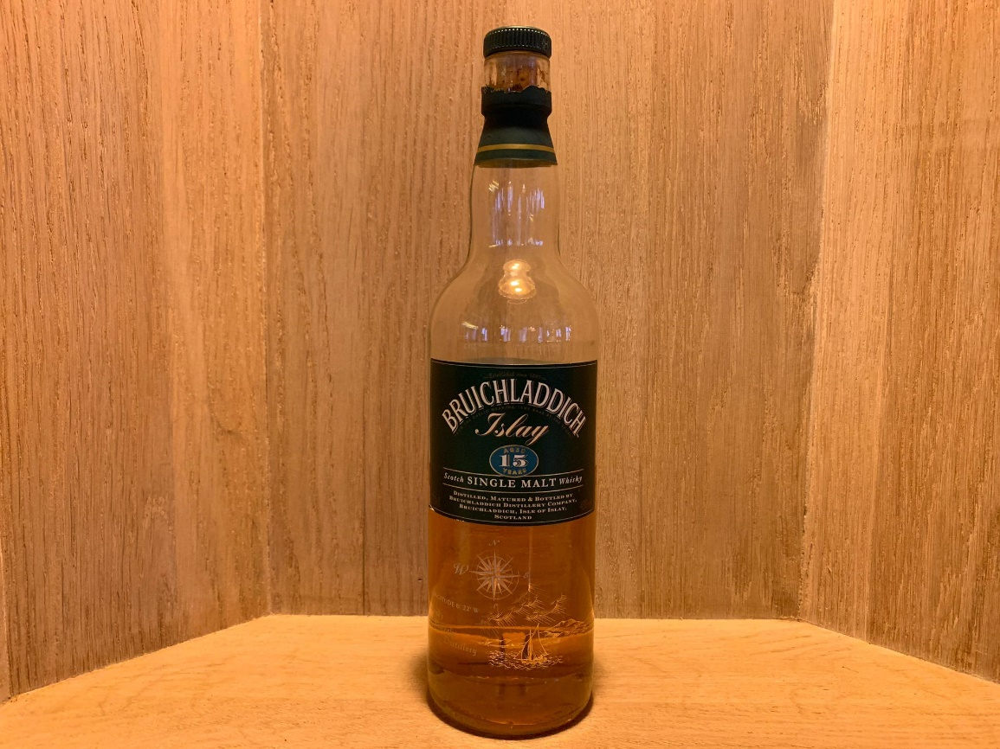 BRUICHLADDICH
Islay
AGED
15
YEARS
Scotch SINGLE MALT Whisky
DISTILLED, MATURED & BOTTLED BY
BRUICHLADDICH DISTILLERY COMPANY,
BRUICHLADDICH, ISLE OF ISLAY,
SCOTLAND
N
W
Distillery